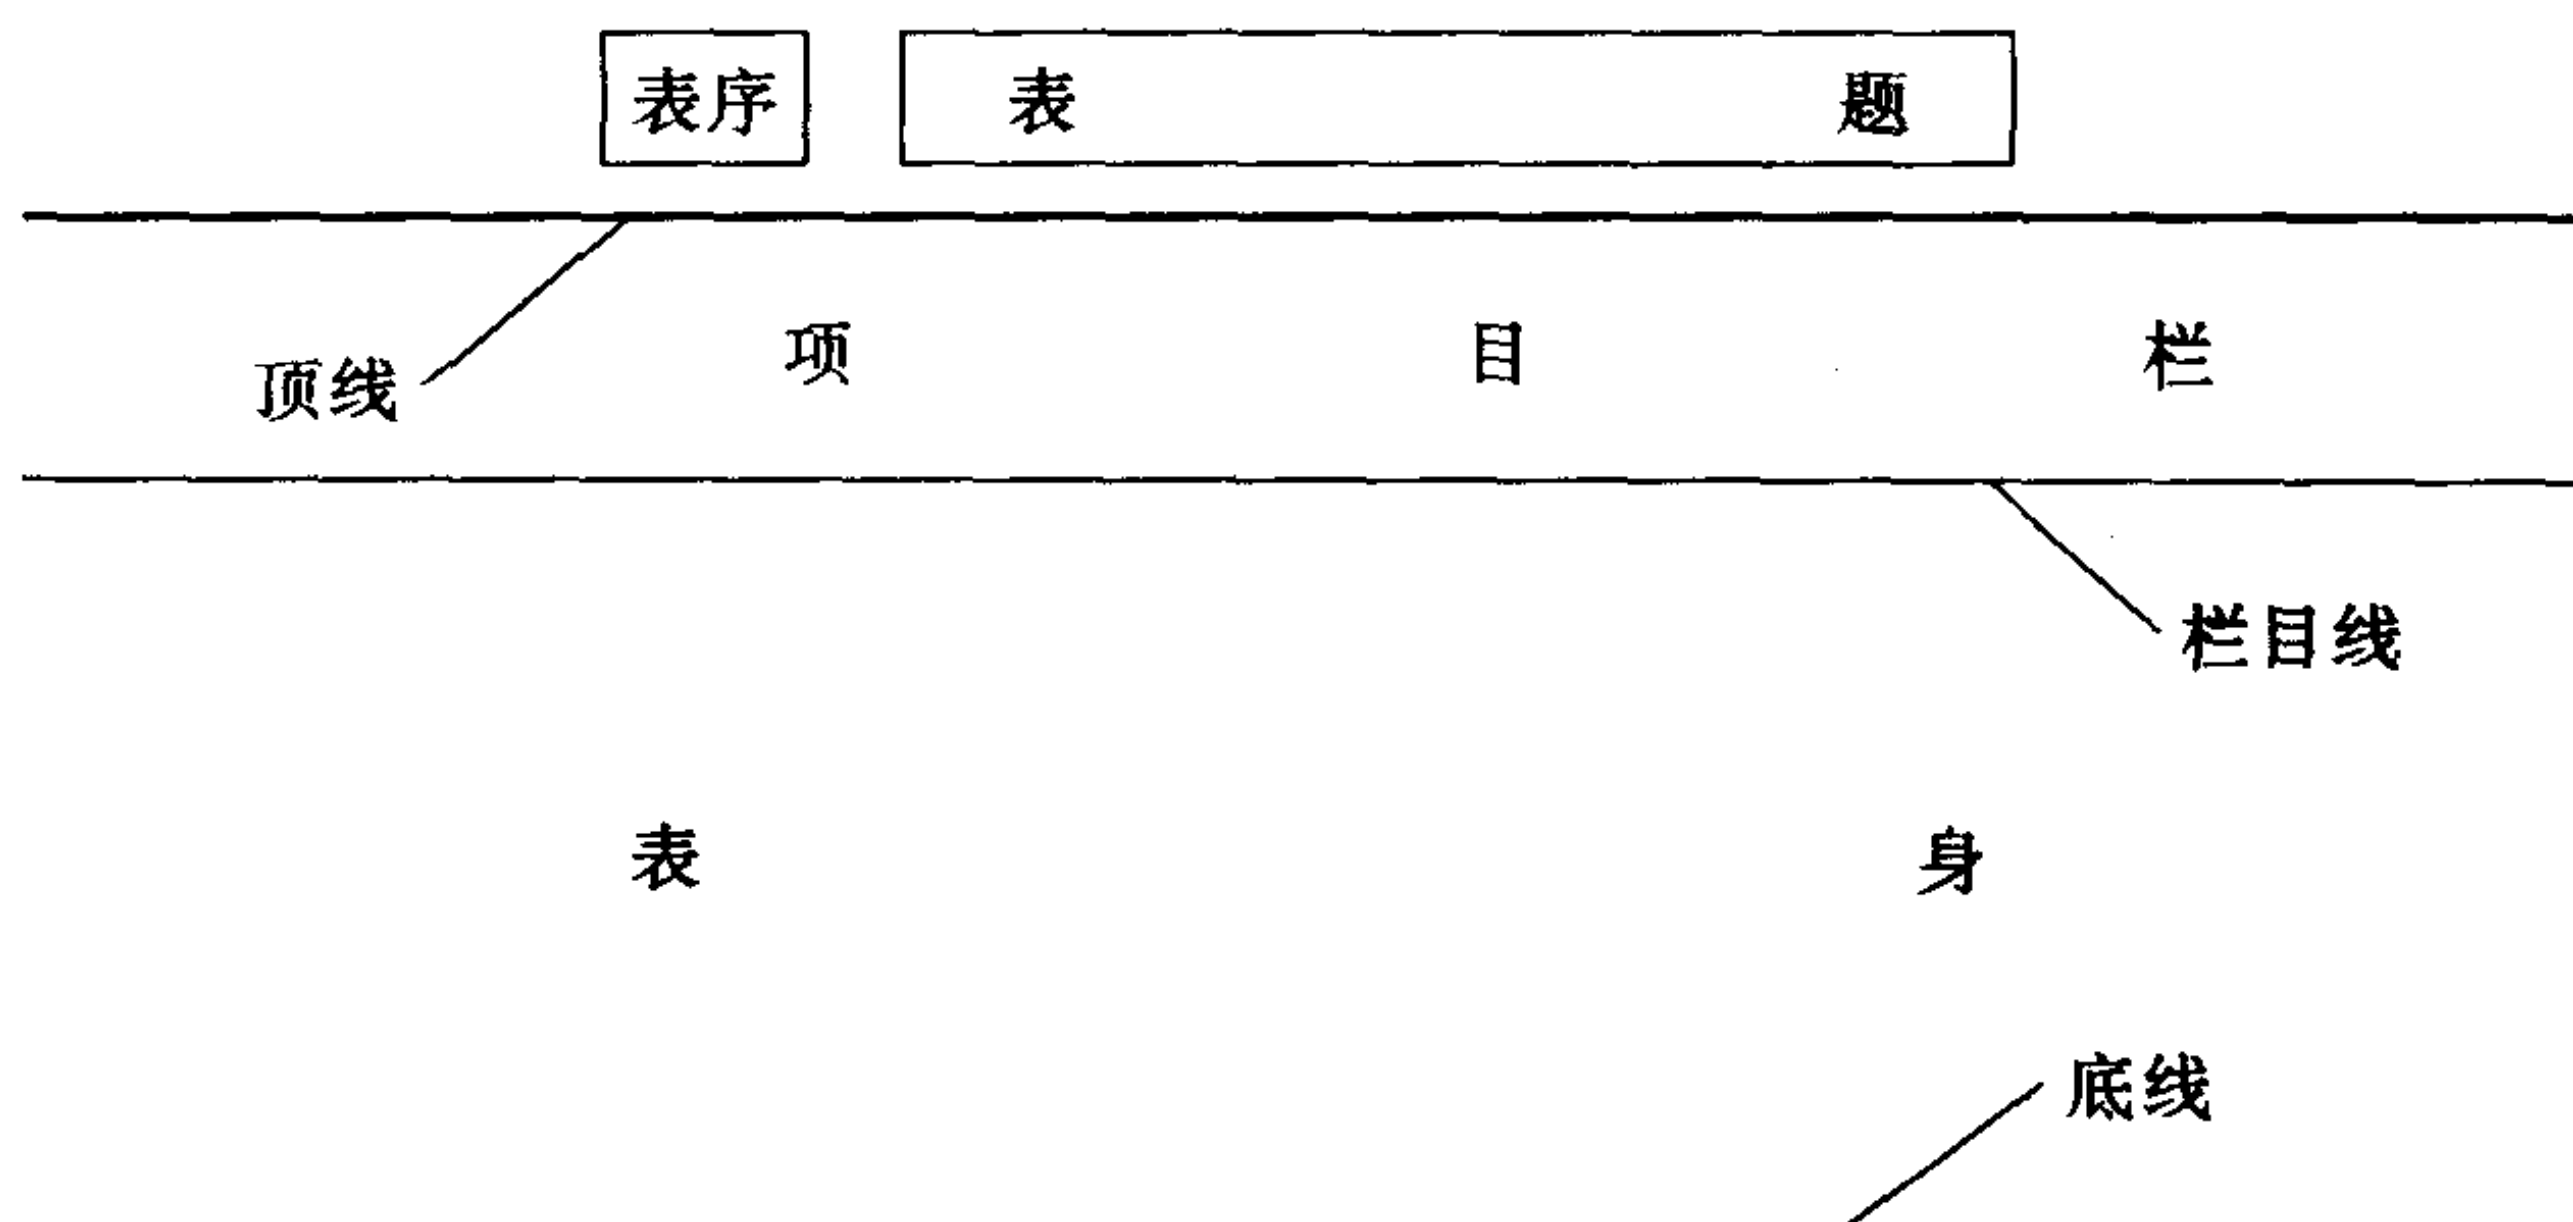 表序 表 题
顶线 项 目 栏
栏目线
表 身
底线